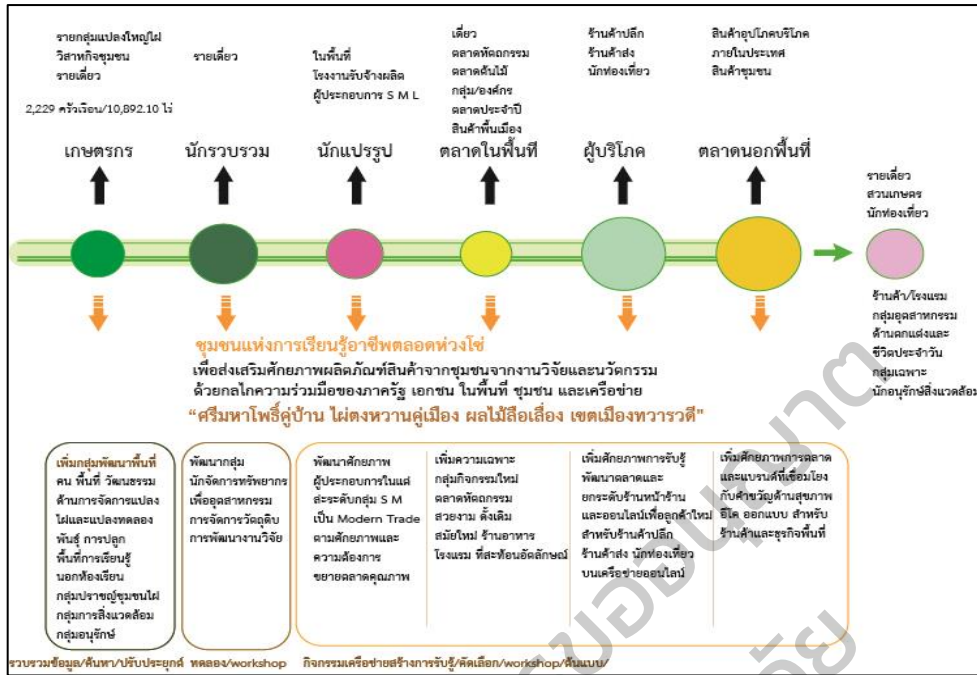 รายกลุ่มแปลงใหญ่ไผ่
วิสาหกิจชุมชน
รายเดี่ยว
2,229 ครัวเรือน/10,892.10 ไร่
เกษตรกร
รายเดี่ยว
นักรวบรวม
ในพื้นที่
โรงงานรับจ้างผลิต
ผู้ประกอบการ S M L
นักแปรรูป
เดี่ยว
ตลาดหัตถกรรม
ตลาดต้นไม้
กลุ่ม/องค์กร
ตลาดประจำปี
สินค้าพื้นเมือง
ตลาดในพื้นที่
ร้านค้าปลีก
ร้านค้าส่ง
นักท่องเที่ยว
ผู้บริโภค
สินค้าอุปโภคบริโภค
ภายในประเทศ
สินค้าชุมชน
ตลาดนอกพื้นที่
รายเดี่ยว
สวนเกษตร
นักท่องเที่ยว
ร้านค้า/โรงแรม
กลุ่มอุตสาหกรรม
ด้านตกแต่งและ
ชีวิตประจำวัน
กลุ่มเฉพาะ
นักอนุรักษ์สิ่งแวดล้อม
ชุมชนแห่งการเรียนรู้อาชีพตลอดห่วงโซ่
เพื่อส่งเสริมศักยภาพผลิตภัณฑ์สินค้าจากชุมชนจากงานวิจัยและนวัตกรรม
ด้วยกลไกความร่วมมือของภาครัฐ เอกชน ในพื้นที่ ชุมชน และเครือข่าย
“ศรีมหาโพธิ์คู่บ้าน ไผ่ตงหวานคู่เมือง ผลไม้ลือเลื่อง เขตเมืองทวารวดี”
เพิ่มกลุ่มพัฒนาพื้นที่
คน พื้นที่ วัฒนธรรม
ด้านการจัดการแปลง
ไผ่และแปลงทดลอง
พันธุ์ การปลูก
พื้นที่การเรียนรู้
นอกห้องเรียน
กลุ่มปราชญ์ชุมชนไผ่
กลุ่มการสิ่งแวดล้อม
กลุ่มอนุรักษ์
พัฒนากลุ่ม
นักจัดการทรัพยากร
เพื่ออุตสาหกรรม
การจัดการวัตถุดิบ
การพัฒนางานวิจัย
พัฒนาศักยภาพ
ผู้ประกอบการในแต่
ละระดับกลุ่ม S M
เป็น Modern Trade
ตามศักยภาพและ
ความต้องการ
ขยายตลาดคุณภาพ
เพิ่มความเฉพาะ
กลุ่มกิจกรรมใหม่
ตลาดหัตถกรรม
สวยงาม ดั้งเดิม
สมัยใหม่ ร้านอาหาร
โรงแรม ที่สะท้อนอัตลักษณ์
เพิ่มศักยภาพการรับรู้
พัฒนาตลาดและ
ยกระดับร้านหน้าร้าน
และออนไลน์เพื่อลูกค้าใหม่
สำหรับร้านค้าปลีก
ร้านค้าส่ง นักท่องเที่ยว
บนเครือข่ายออนไลน์
เพิ่มศักยภาพการตลาด
และแบรนด์ที่เชื่อมโยง
กับคำขวัญด้านสุขภาพ
อีโค ออกแบบ สำหรับ
ร้านค้าและธุรกิจพื้นที่
รวบรวมข้อมูล/ค้นหา/ปรับประยุกต์ ทดลอง/workshop กิจกรรมเครือข่ายสร้างการรับรู้/คัดเลือก/workshop/ต้นแบบ/